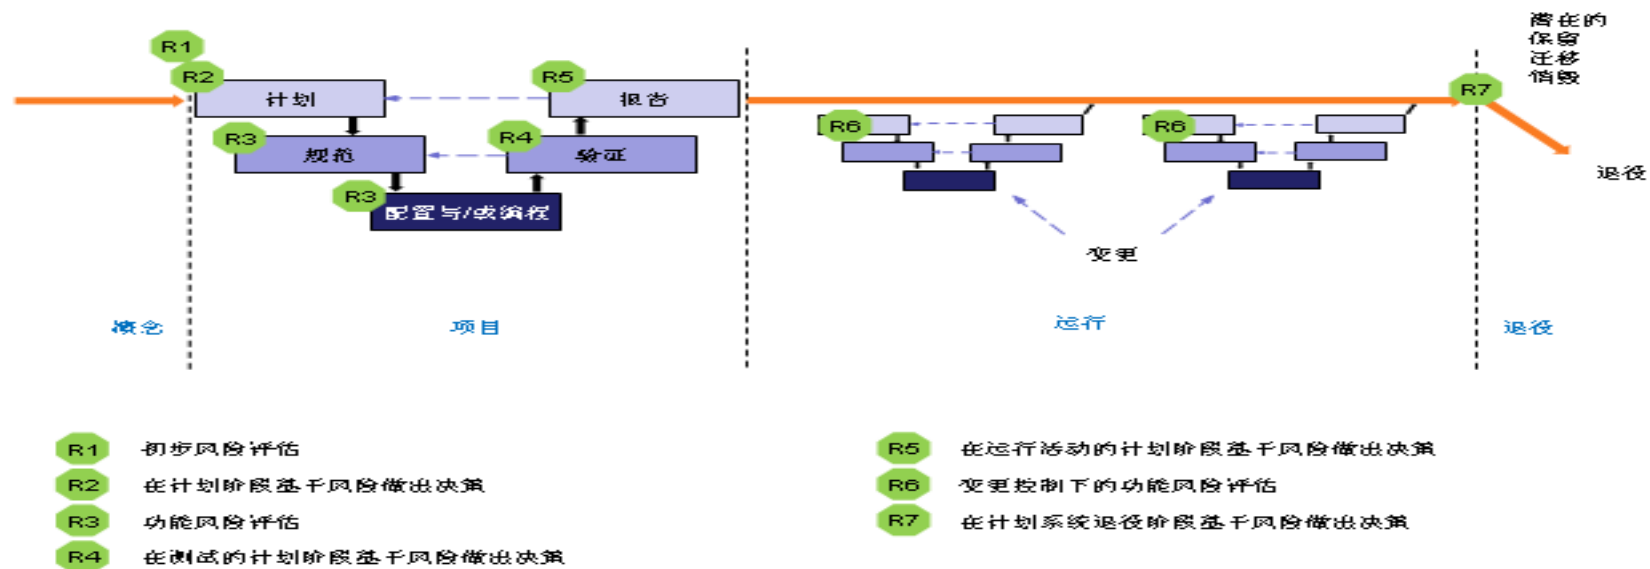 潜在的
保留
迁移
销毁
R1
R2
R5
R7
计划
报告
R3
R4
R6
R6
规范
验证
退役
R3
配置与/或编程
变更
概念
项目
运行
退役
R1 初步风险评估
R2 在计划阶段基于风险做出决策
R3 功能风险评估
R4 在测试的计划阶段基于风险做出决策
R5 在运行活动的计划阶段基于风险做出决策
R6 变更控制下的功能风险评估
R7 在计划系统退役阶段基于风险做出决策